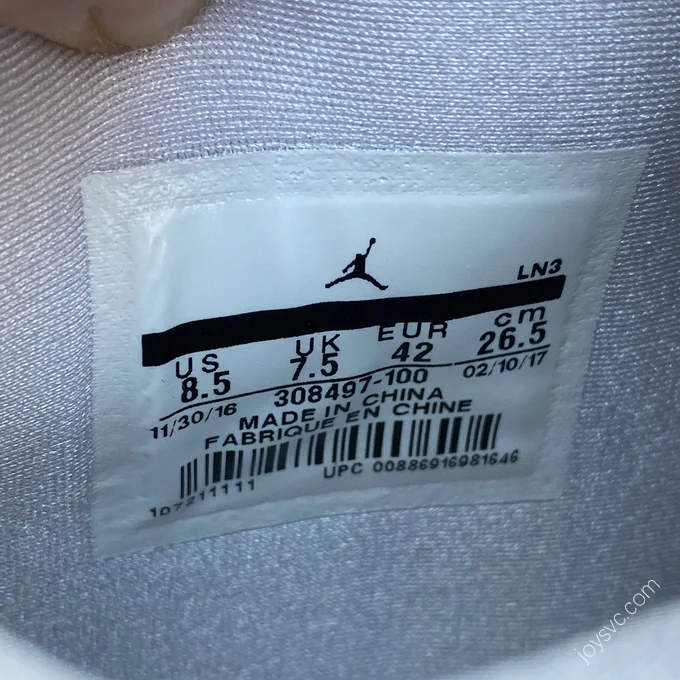 LN3
US UK EUR cm
8.5 7.5 42 26.5
11/30/16 308497-100 02/10/17
MADE IN CHINA
FABRIQUE EN CHINE
107211111 UPC 00886916981646
joysvc.com